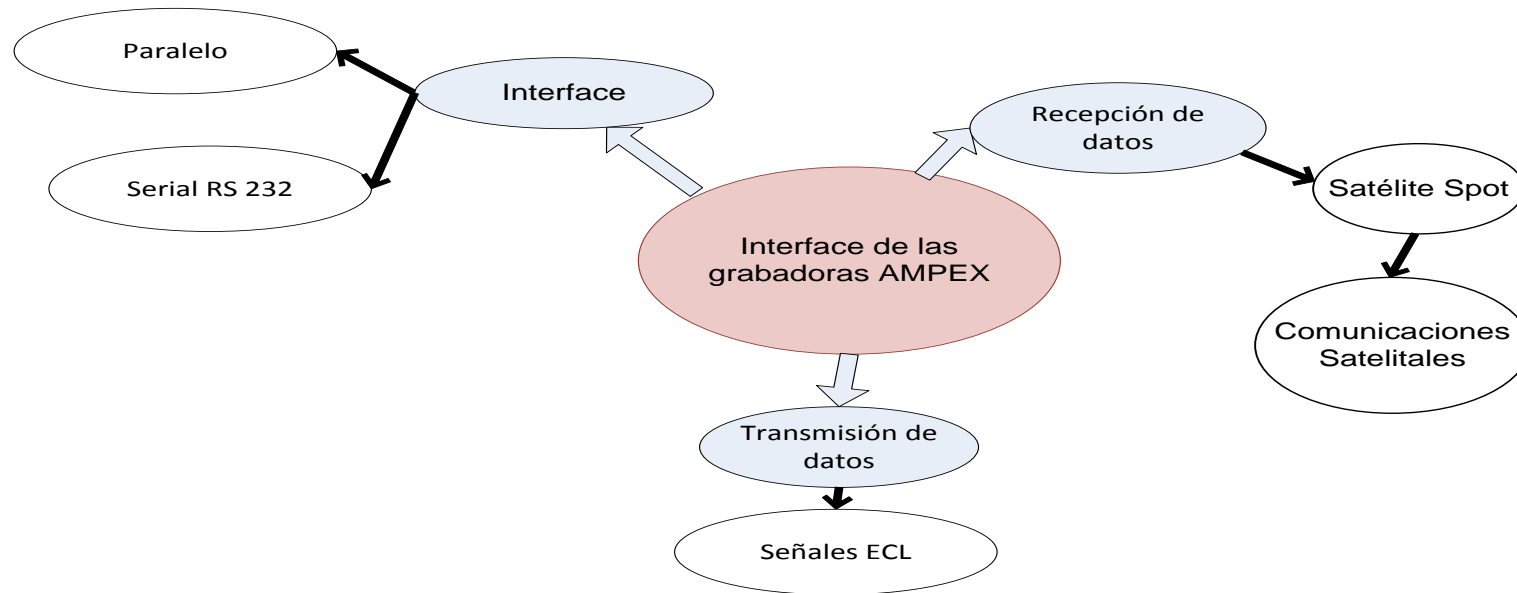 Paralelo
Interface
Serial RS 232
Recepción de
datos
Satélite Spot
Comunicaciones
Satelitales
Interface de las
grabadoras AMPEX
Transmisión de
datos
Señales ECL